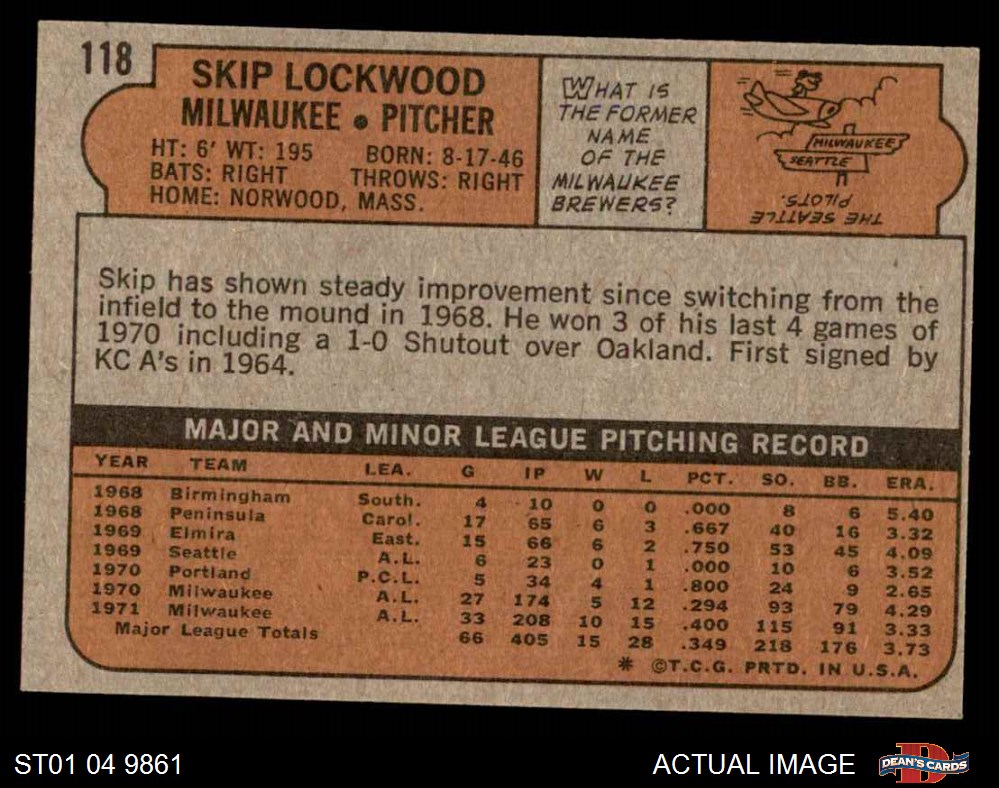 118
SKIP LOCKWOOD
MILWAUKEE • PITCHER
HT: 6' WT: 195 BORN: 8-17-46
BATS: RIGHT THROWS: RIGHT
HOME: NORWOOD, MASS.
WHAT IS
THE FORMER
NAME
OF THE
MILWAUKEE
BREWERS?
MILWAUKEE
SEATTLE
THE SEATTLE
PILOTS.
Skip has shown steady improvement since switching from the
infield to the mound in 1968. He won 3 of his last 4 games of
1970 including a 1-0 Shutout over Oakland. First signed by
KC A's in 1964.
MAJOR AND MINOR LEAGUE PITCHING RECORD
YEAR TEAM LEA. G IP W L PCT. SO. BB. ERA.
1968 Birmingham South. 4 10 0 0 .000 8 6 5.40
1968 Peninsula Carol. 17 65 6 3 .667 40 16 3.32
1969 Elmira East. 15 66 6 2 .750 53 45 4.09
1969 Seattle A.L. 6 23 0 1 .000 10 6 3.52
1970 Portland P.C.L. 5 34 4 1 .800 24 9 2.65
1970 Milwaukee A.L. 27 174 5 12 .294 93 79 4.29
1971 Milwaukee A.L. 33 208 10 15 .400 115 91 3.33
Major League Totals 66 405 15 28 .349 218 176 3.73
* ©T.C.G. PRTD. IN U.S.A.
ST01 04 9861
ACTUAL IMAGE
D
DEAN'S CARDS